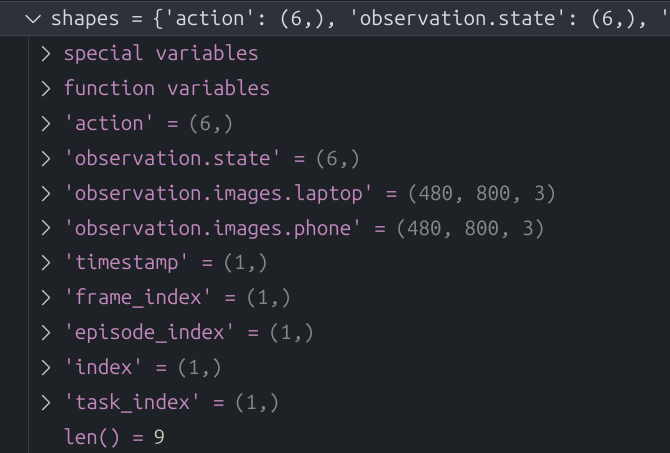 shapes = {'action': (6,), 'observation.state': (6,), '
special variables
function variables
'action' = (6,)
'observation.state' = (6,)
'observation.images.laptop' = (480, 800, 3)
'observation.images.phone' = (480, 800, 3)
'timestamp' = (1,)
'frame_index' = (1,)
'episode_index' = (1,)
'index' = (1,)
'task_index' = (1,)
len() = 9